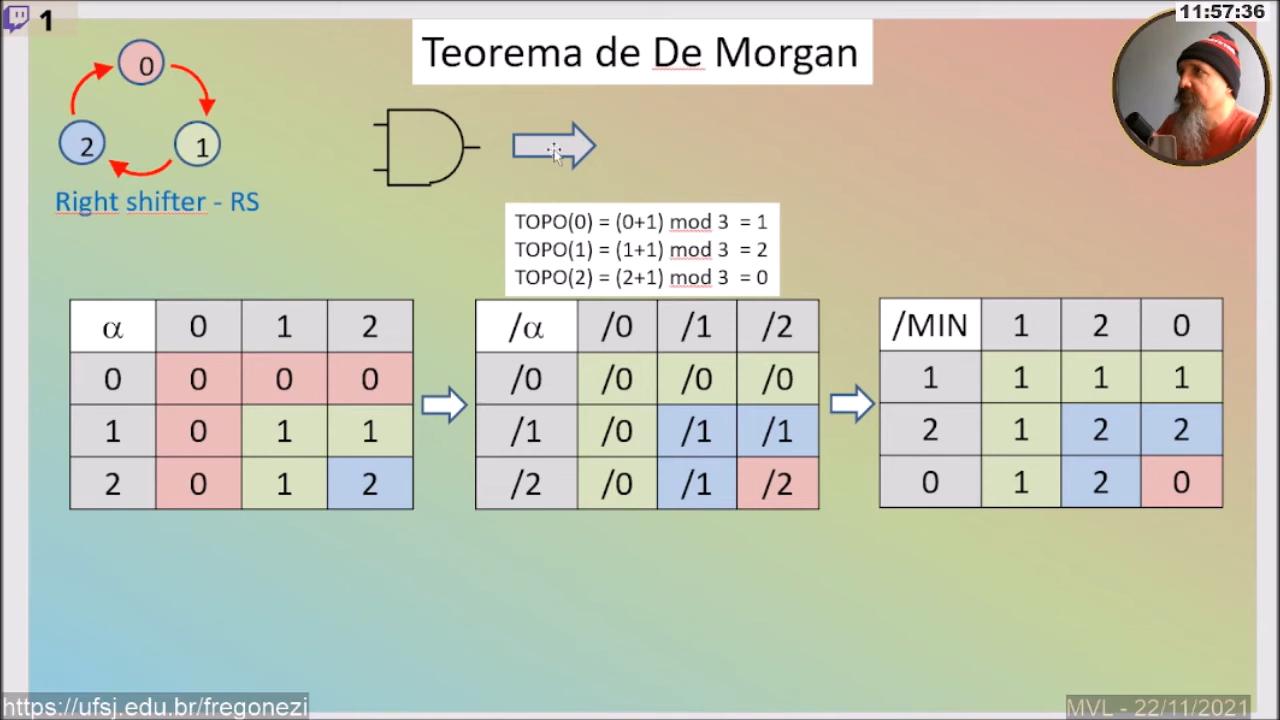 1
11:57:36
Teorema de De Morgan
0
2
1
Right shifter - RS
TOPO(0) = (0+1) mod 3 = 1
TOPO(1) = (1+1) mod 3 = 2
TOPO(2) = (2+1) mod 3 = 0
α 0 1 2
0 0 0 0
1 0 1 1
2 0 1 2
/α /0 /1 /2
/0 /0 /0 /0
/1 /0 /1 /1
/2 /0 /1 /2
/MIN 1 2 0
1 1 1 1
2 1 2 2
0 1 2 0
https://ufsj.edu.br/fregonezi
MVL - 22/11/2021